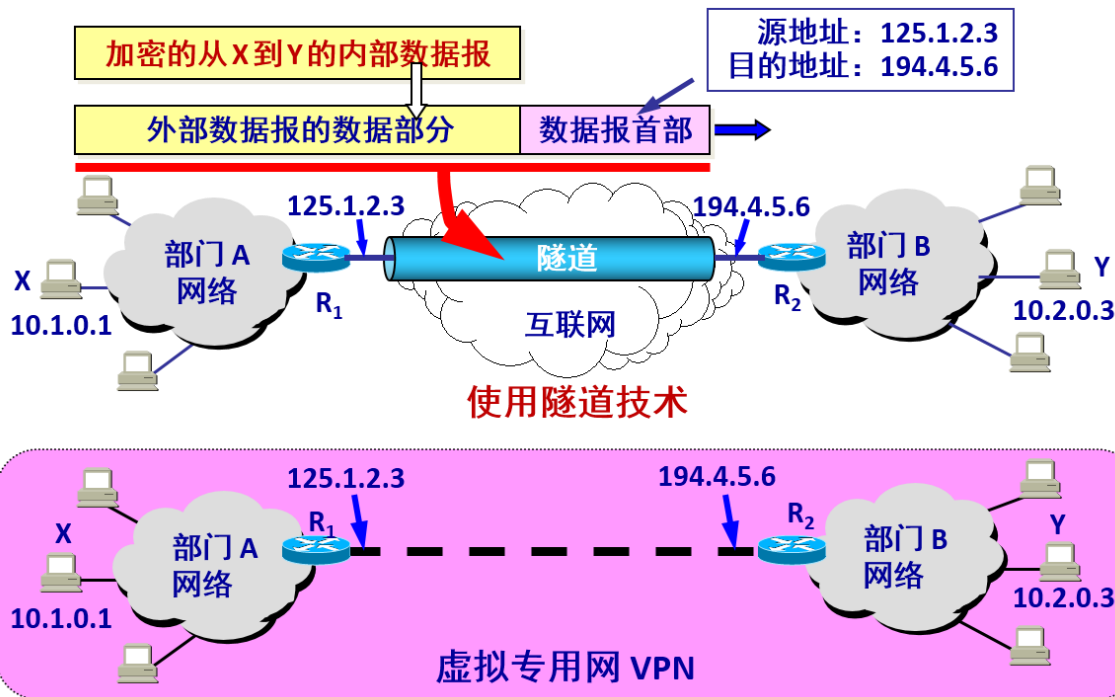 加密的从 X 到 Y 的内部数据报
源地址：125.1.2.3
目的地址：194.4.5.6
外部数据报的数据部分
数据报首部
125.1.2.3
194.4.5.6
部门 A
网络
隧道
部门 B
网络
X
Y
R1
R2
10.1.0.1
互联网
10.2.0.3
使用隧道技术
125.1.2.3
194.4.5.6
X
R1
R2
Y
部门 A
网络
部门 B
网络
10.1.0.1
10.2.0.3
虚拟专用网 VPN